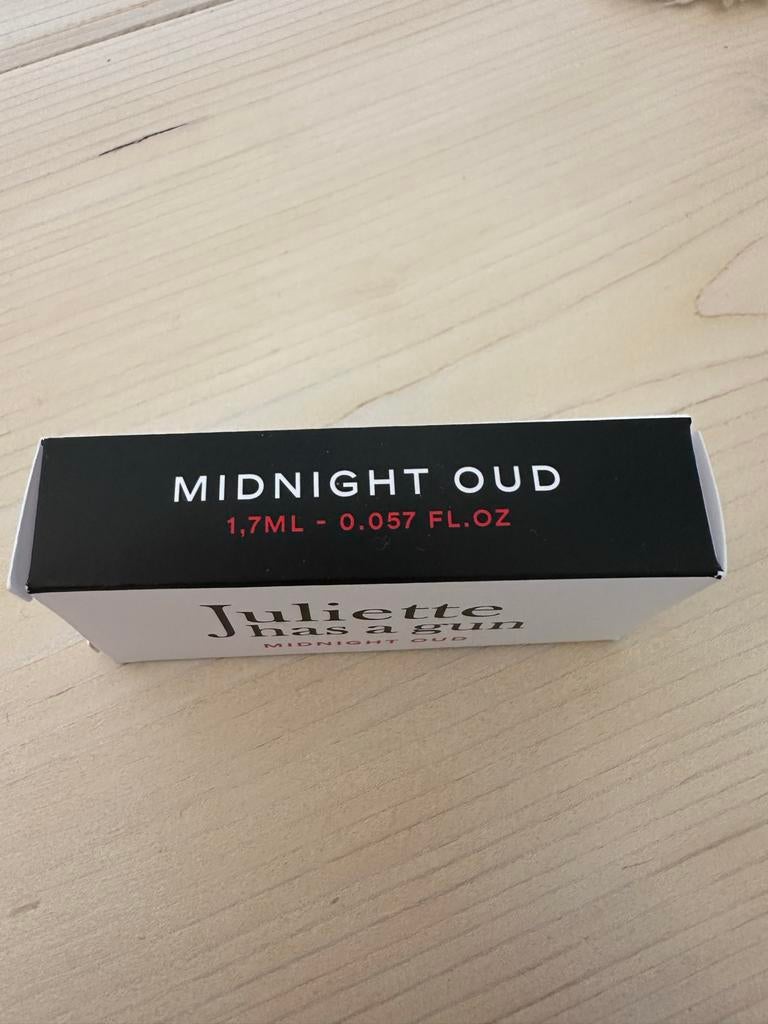 MIDNIGHT OUD
1,7ML - 0.057 FL.OZ
Juliette
has a gun
MIDNIGHT OUD